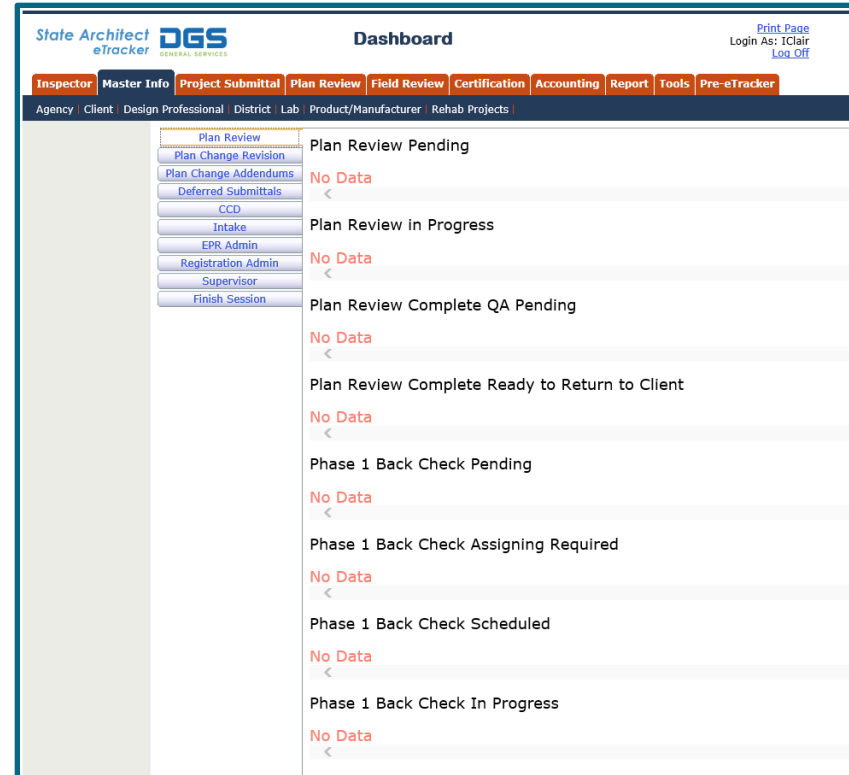 State Architect
eTracker
DGS
GENERAL SERVICES
Dashboard
Print Page
Login As: IClair
Log Off
Inspector Master Info Project Submittal Plan Review Field Review Certification Accounting Report Tools Pre-eTracker
Agency | Client | Design Professional | District | Lab | Product/Manufacturer | Rehab Projects |
Plan Review
Plan Change Revision
Plan Change Addendums
Deferred Submittals
CCD
Intake
EPR Admin
Registration Admin
Supervisor
Finish Session
Plan Review Pending
No Data
Plan Review in Progress
No Data
Plan Review Complete QA Pending
No Data
Plan Review Complete Ready to Return to Client
No Data
Phase 1 Back Check Pending
No Data
Phase 1 Back Check Assigning Required
No Data
Phase 1 Back Check Scheduled
No Data
Phase 1 Back Check In Progress
No Data